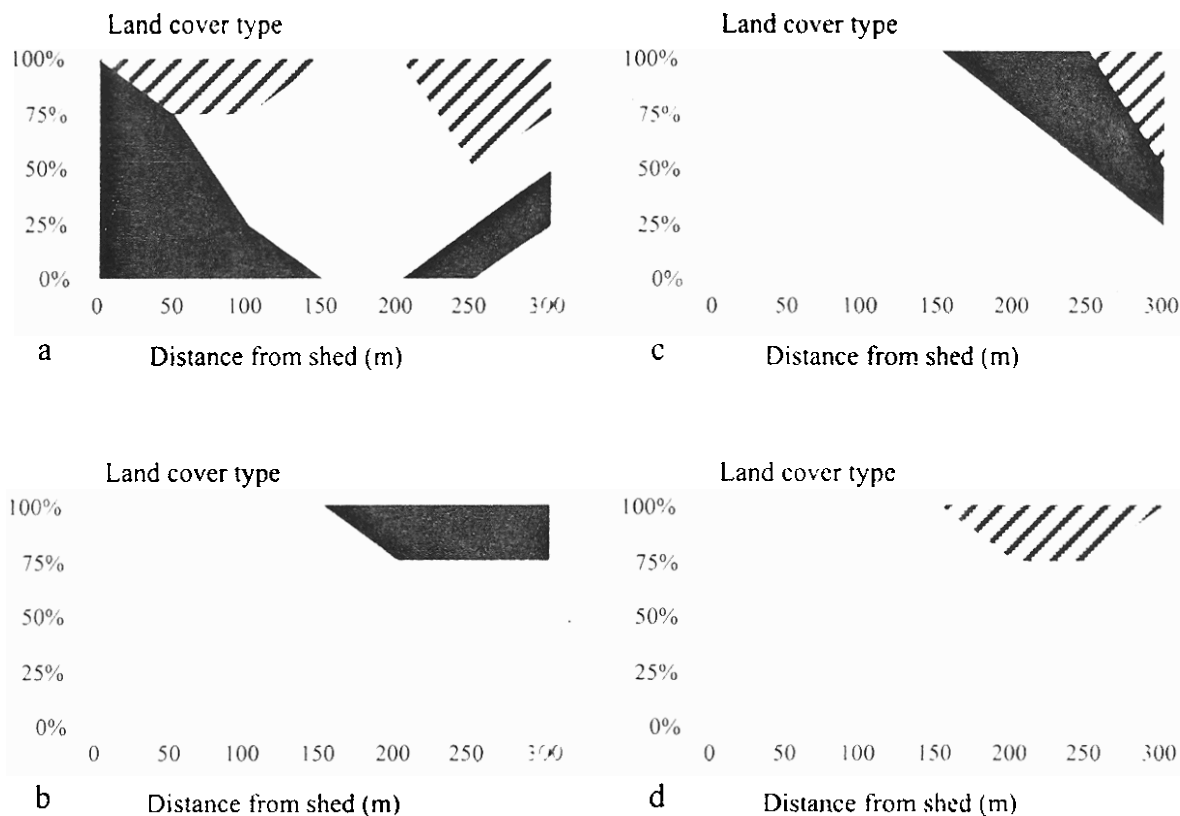 Land cover type
100%
75%
50%
25%
0%
0 50 100 150 200 250 300
a Distance from shed (m)
Land cover type
100%
75%
50%
25%
0%
0 50 100 150 200 250 300
c Distance from shed (m)
Land cover type
100%
75%
50%
25%
0%
0 50 100 150 200 250 300
b Distance from shed (m)
Land cover type
100%
75%
50%
25%
0%
0 50 100 150 200 250 300
d Distance from shed (m)